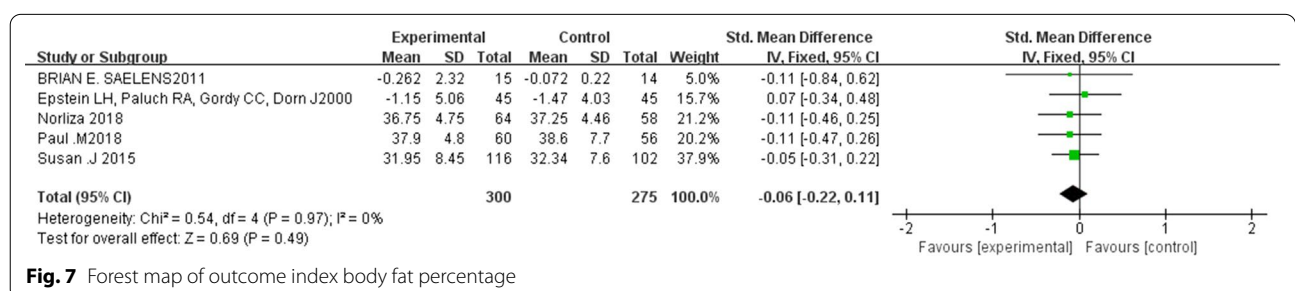 Experimental Control Std. Mean Difference Std. Mean Difference
Study or Subgroup Mean SD Total Mean SD Total Weight IV, Fixed, 95% CI IV, Fixed, 95% CI
BRIAN E. SAELENS2011 -0.262 2.32 15 -0.072 0.22 14 5.0% -0.11 [-0.84, 0.62]
Epstein LH, Paluch RA, Gordy CC, Dorn J2000 -1.15 5.06 45 -1.47 4.03 45 15.7% 0.07 [-0.34, 0.48]
Norliza 2018 36.75 4.75 64 37.25 4.46 58 21.2% -0.11 [-0.46, 0.25]
Paul .M2018 37.9 4.8 60 38.6 7.7 56 20.2% -0.11 [-0.47, 0.26]
Susan .J 2015 31.95 8.45 116 32.34 7.6 102 37.9% -0.05 [-0.31, 0.22]
Total (95% CI) 300 275 100.0% -0.06 [-0.22, 0.11]
Heterogeneity: Chi² = 0.54, df = 4 (P = 0.97); I² = 0%
Test for overall effect: Z = 0.69 (P = 0.49)
-2 -1 0 1 2
Favours [experimental] Favours [control]
Fig. 7 Forest map of outcome index body fat percentage